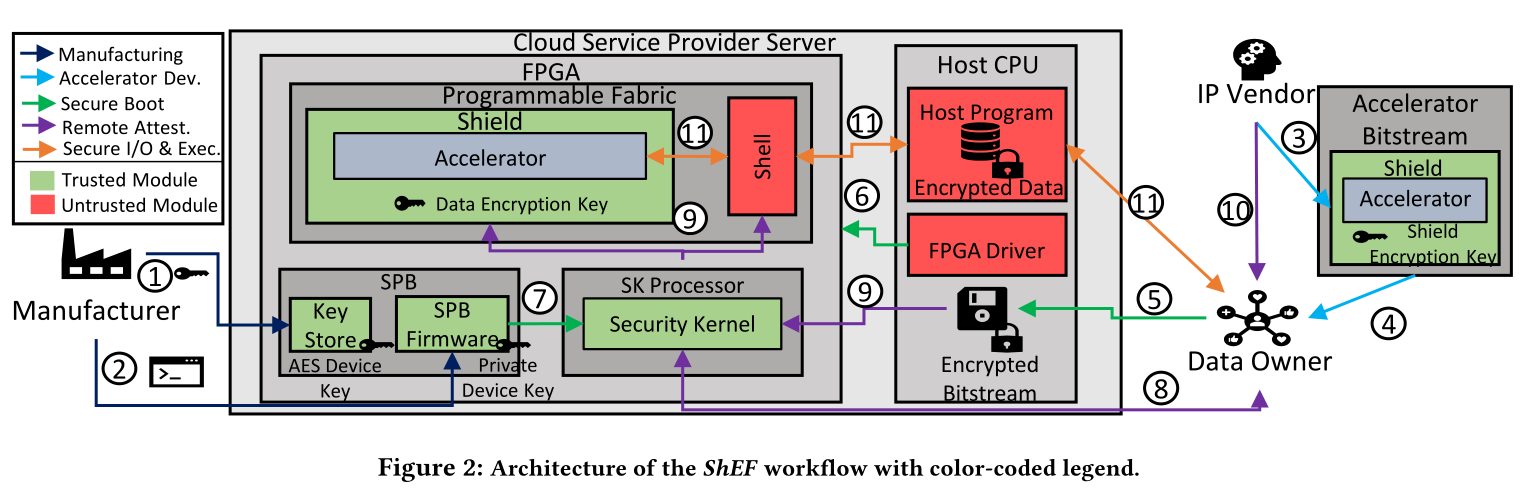 Manufacturing
Accelerator Dev.
Secure Boot
Remote Attest.
Secure I/O & Exec.
Trusted Module
Untrusted Module
Cloud Service Provider Server
FPGA
Programmable Fabric
Shield
Accelerator
Data Encryption Key
11
Shell
9
11
6
Host CPU
Host Program
Encrypted Data
FPGA Driver
9
Encrypted
Bitstream
11
IP Vendor
3
10
Accelerator
Bitstream
Shield
Accelerator
Shield
Encryption Key
4
5
Data Owner
8
1
Manufacturer
2
>_
SPB
Key
Store
AES Device
Key
SPB
Firmware
Private
Device Key
7
SK Processor
Security Kernel
Figure 2: Architecture of the ShEF workflow with color-coded legend.